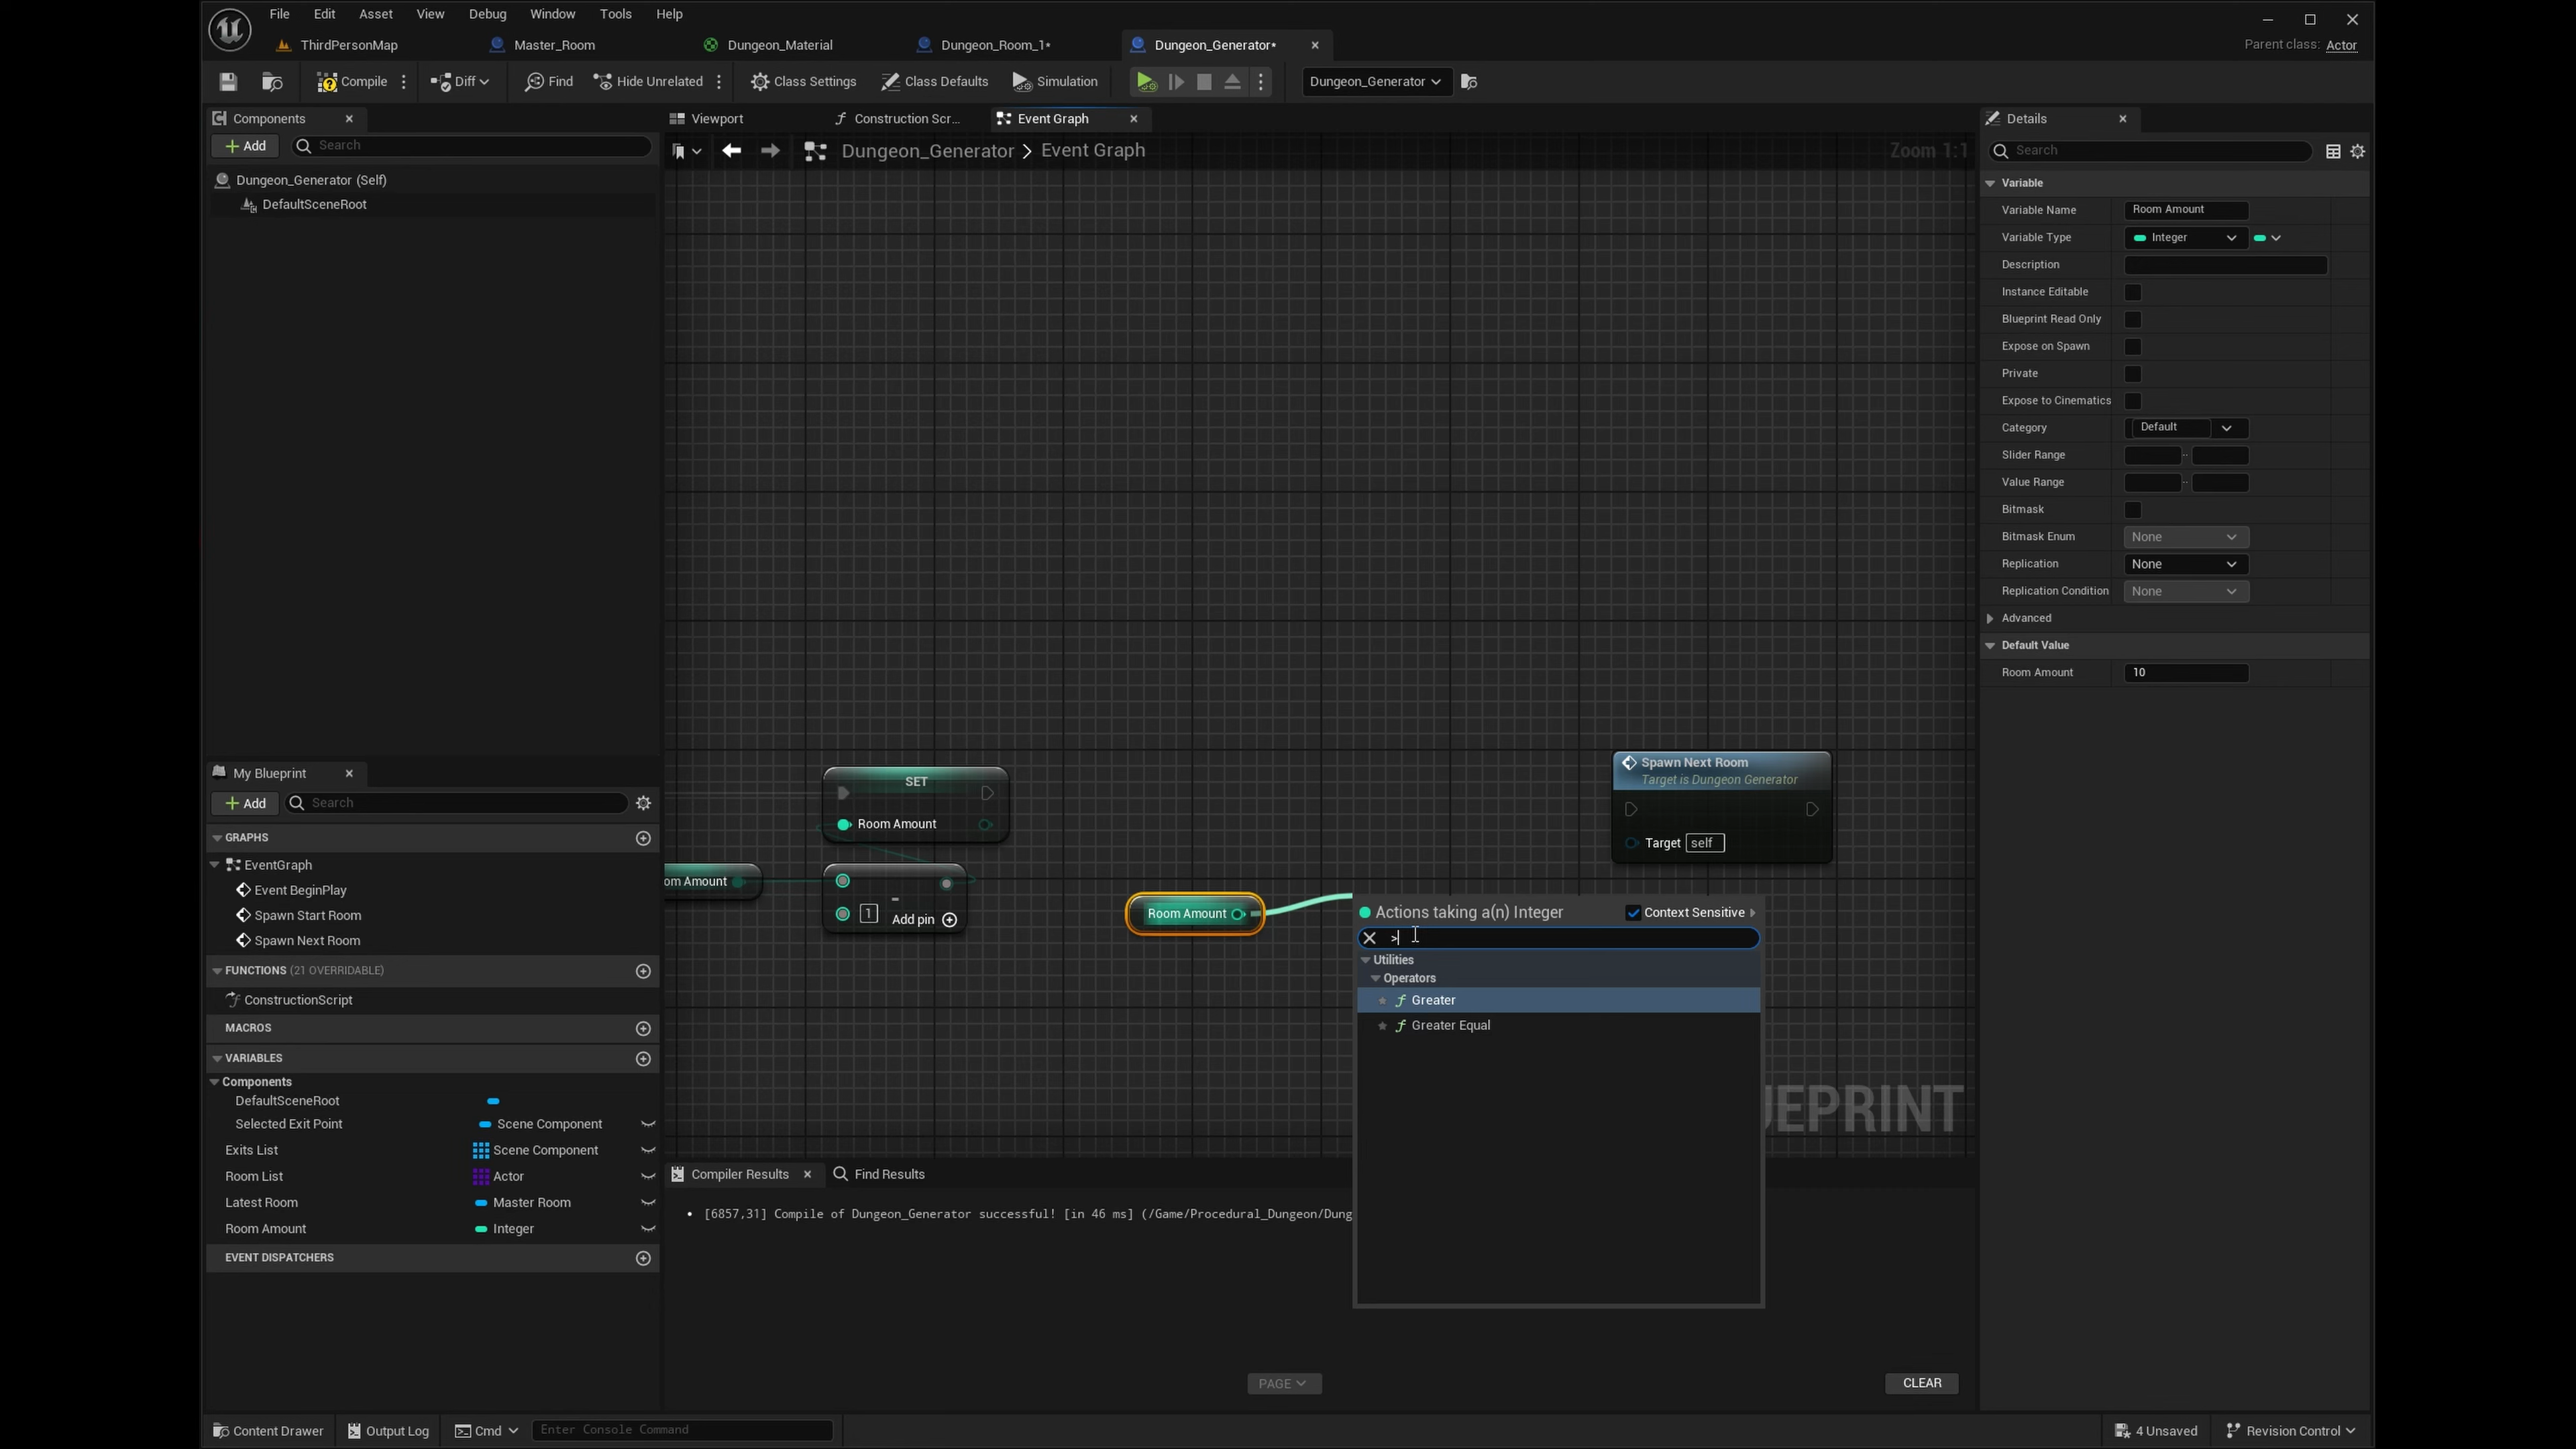 File Edit Asset View Debug Window Tools Help
ThirdPersonMap Master_Room Dungeon_Material Dungeon_Room_1* Dungeon_Generator*
Parent class: Actor
Compile Diff Find Hide Unrelated Class Settings Class Defaults Simulation Dungeon_Generator
Components
Add Search
Dungeon_Generator (Self)
DefaultSceneRoot
My Blueprint
Add Search
GRAPHS
EventGraph
Event BeginPlay
Spawn Start Room
Spawn Next Room
FUNCTIONS (21 OVERRIDABLE)
ConstructionScript
MACROS
VARIABLES
Components
DefaultSceneRoot
Selected Exit Point Scene Component
Exits List Scene Component
Room List Actor
Latest Room Master Room
Room Amount Integer
EVENT DISPATCHERS
Viewport Construction Scr... Event Graph
Dungeon_Generator > Event Graph
Zoom 1:1
SET
Room Amount
om Amount
1
-
Add pin
Room Amount
Spawn Next Room
Target is Dungeon Generator
Target self
Actions taking a(n) Integer Context Sensitive
>
Utilities
Operators
Greater
Greater Equal
UEPRINT
Compiler Results Find Results
[6857,31] Compile of Dungeon_Generator successful! [in 46 ms] (/Game/Procedural_Dungeon/Dung
PAGE
CLEAR
Details
Search
Variable
Variable Name Room Amount
Variable Type Integer
Description
Instance Editable
Blueprint Read Only
Expose on Spawn
Private
Expose to Cinematics
Category Default
Slider Range
Value Range
Bitmask
Bitmask Enum None
Replication None
Replication Condition None
Advanced
Default Value
Room Amount 10
Content Drawer Output Log Cmd Enter Console Command
4 Unsaved Revision Control